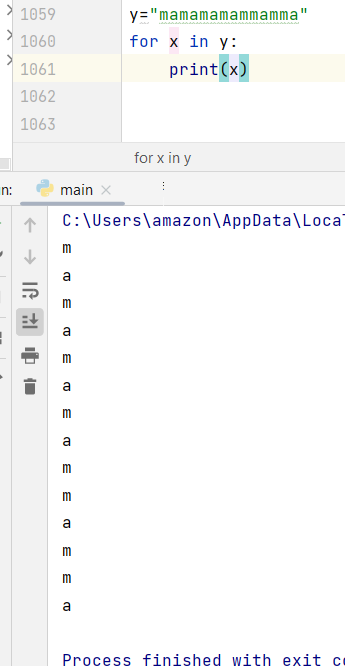 1059 y="mamamamammamma"
1060 for x in y:
1061 print(x)
1062
1063
for x in y
n: main
C:\Users\amazon\AppData\Loca
m
a
m
a
m
a
m
a
m
m
a
m
m
a
Process finished with exit co